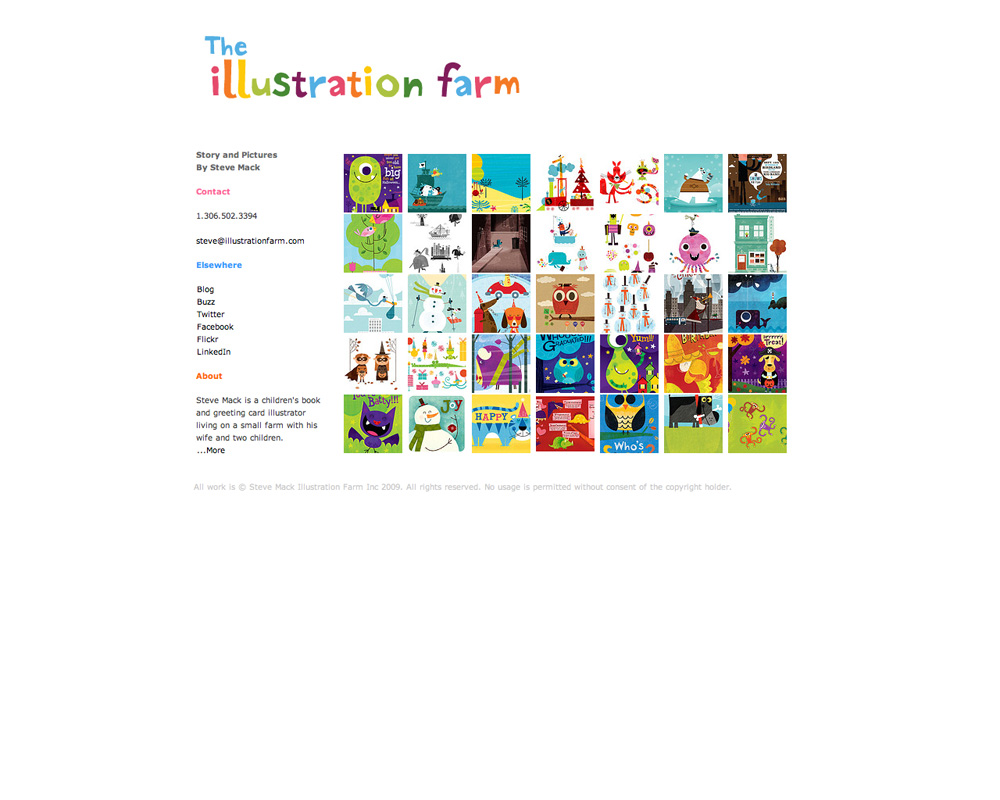 The
illustration farm
Story and Pictures
By Steve Mack
Contact
1.306.502.3394
steve@illustrationfarm.com
Elsewhere
Blog
Buzz
Twitter
Facebook
Flickr
LinkedIn
About
Steve Mack is a children's book
and greeting card illustrator
living on a small farm with his
wife and two children.
...More
big
Yum!!!
Treat!
Batty!!!
Joy
HAPPY
Who's
All work is © Steve Mack Illustration Farm Inc 2009. All rights reserved. No usage is permitted without consent of the copyright holder.